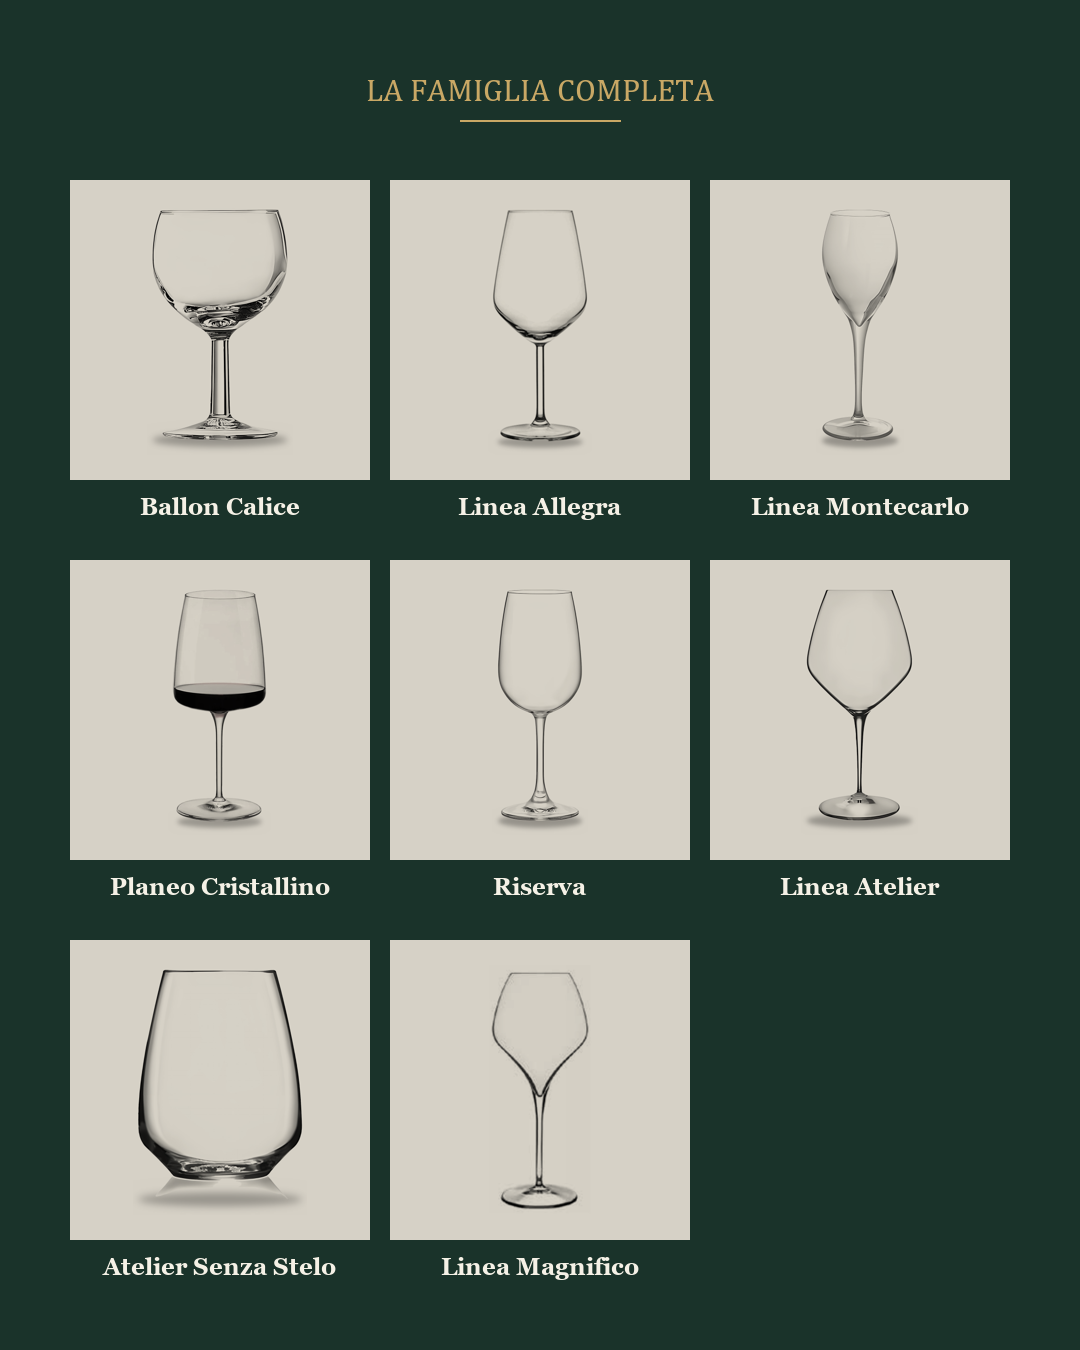 LA FAMIGLIA COMPLETA
Ballon Calice
Linea Allegra
Linea Montecarlo
Planeo Cristallino
Riserva
Linea Atelier
Atelier Senza Stelo
Linea Magnifico